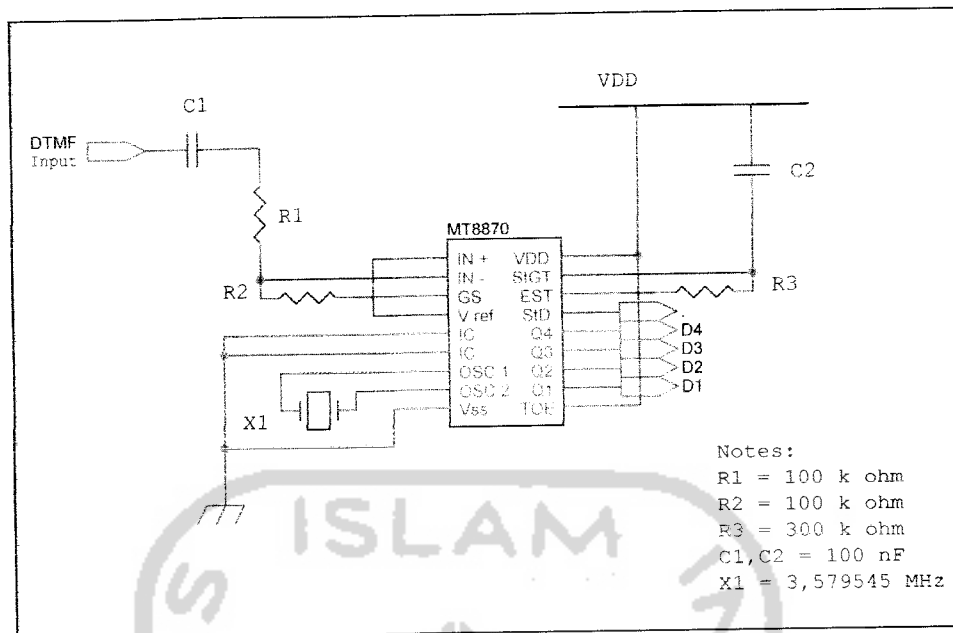 VDD
C1
DTMF
Input
C2
R1
MT8870
IN + VDD
IN - StGT
R2
R3
GS EST
V ref StD
IC Q4
D4
IC Q3
D3
OSC 1 Q2
D2
OSC 2 Q1
D1
X1
Vss TOE
Notes:
R1 = 100 k ohm
R2 = 100 k ohm
R3 = 300 k ohm
C1,C2 = 100 nF
X1 = 3,579545 MHz
ISLAM